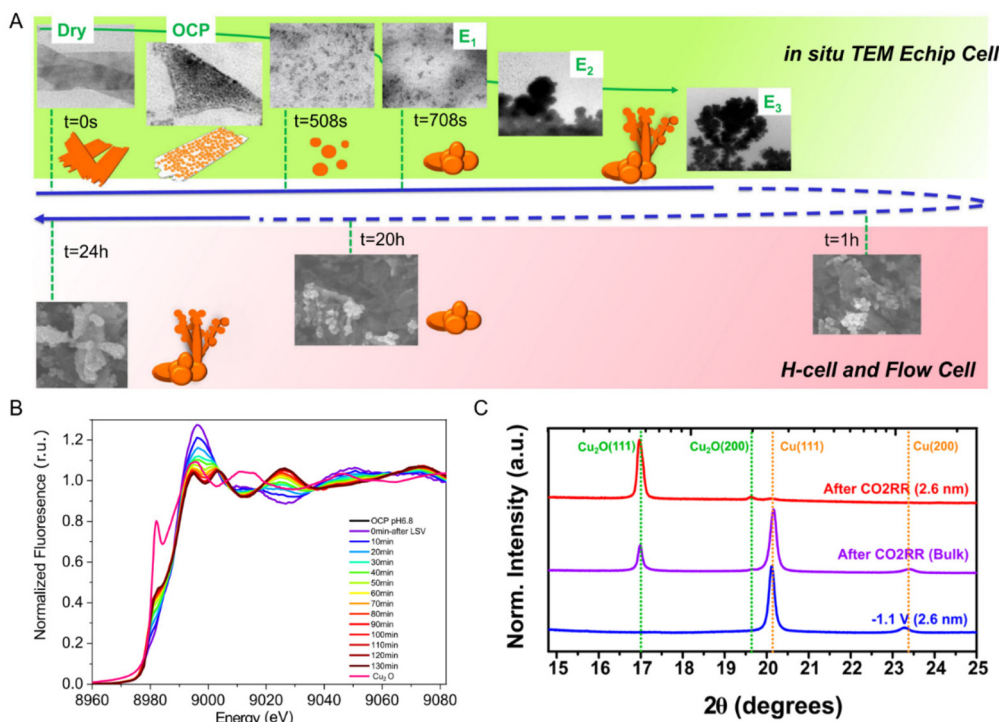 A
Dry
OCP
E1
E2
E3
in situ TEM Echip Cell
t=0s
t=508s
t=708s
t=24h
t=20h
t=1h
H-cell and Flow Cell
B
Normalized Fluorescence (r.u.)
1.2
1.0
0.8
0.6
0.4
0.2
0.0
OCP pH6.8
0min-after LSV
10min
20min
30min
40min
50min
60min
70min
80min
90min
100min
110min
120min
130min
Cu2 O
8960 8980 9000 9020 9040 9060 9080
Energy (eV)
C
Norm. Intensity (a.u.)
Cu2O(111)
Cu2O(200)
Cu(111)
Cu(200)
After CO2RR (2.6 nm)
After CO2RR (Bulk)
-1.1 V (2.6 nm)
15 16 17 18 19 20 21 22 23 24 25
2θ (degrees)